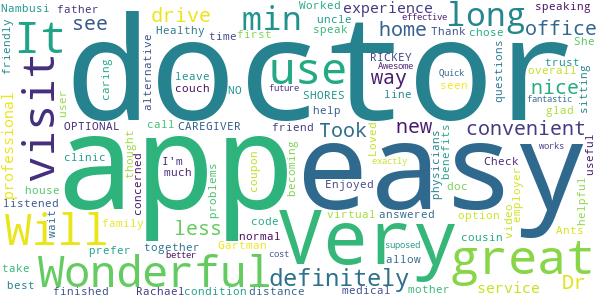 Nambusi father Worked uncle experience Thank chose office speaking
friendly It see drive min Healthy speak home long
doctor
caring alternative time first NO leave couch SHORES help use RICKEY Awesome way effective Quick seen future questions nice overall trust She sitting
visit user OPTIONAL CAREGIVER line new convenient glad fantastic
professional clinic call thought friend Took Loved physicians benefits doc Check works useful
app easy
concerned I'm much coupon becoming Enjoyed exactly
house listened problems answered option employer video helpful
Will wait less code Very virtual cousin Ants
family prefer together normal Gartman allow suposed great
take Wonderful better cost definitely service Dr
best finished Rachael condition distance medical mother